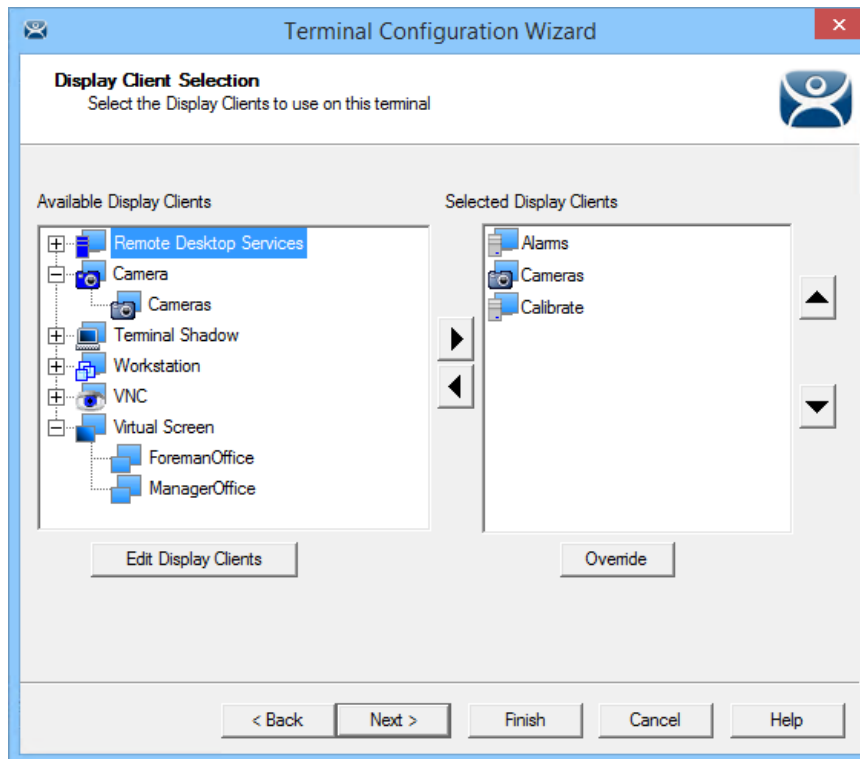 Terminal Configuration Wizard
Display Client Selection
Select the Display Clients to use on this terminal
Available Display Clients
Selected Display Clients
Remote Desktop Services
Camera
Cameras
Terminal Shadow
Workstation
VNC
Virtual Screen
ForemanOffice
ManagerOffice
Alarms
Cameras
Calibrate
Edit Display Clients
Override
< Back
Next >
Finish
Cancel
Help